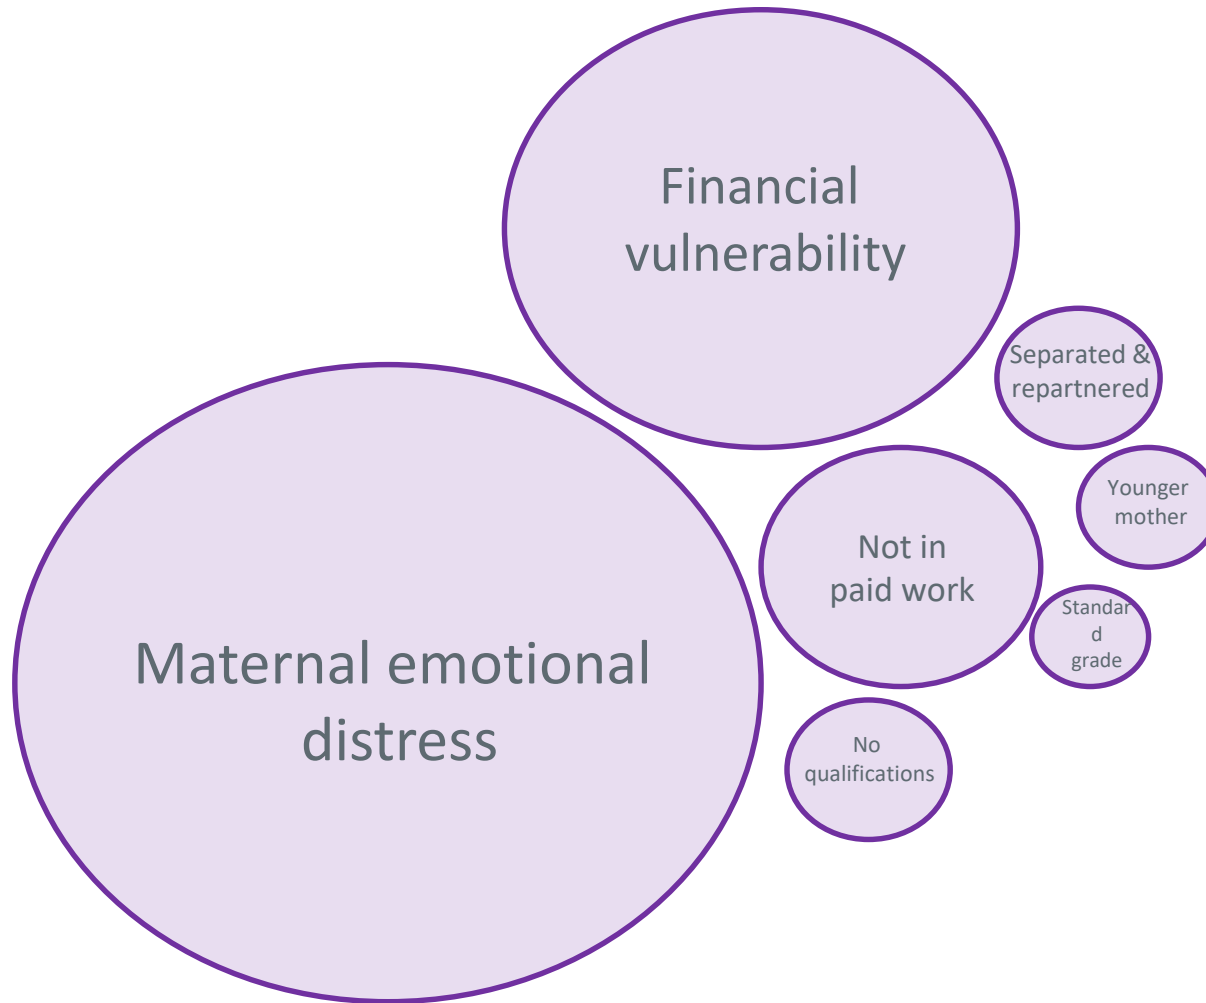 Financial
vulnerability
Separated &
repartnered
Younger
mother
Not in
paid work
Standar
d
grade
Maternal emotional
distress
No
qualifications